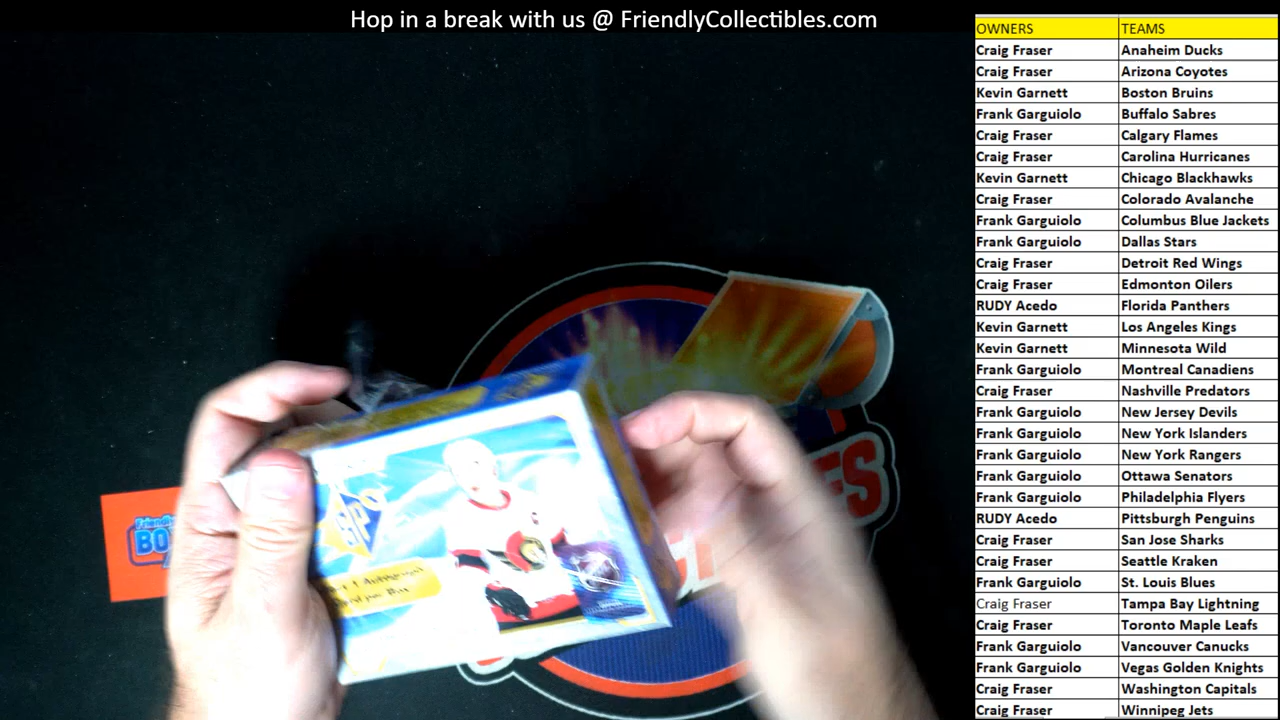 Hop in a break with us @ FriendlyCollectibles.com
OWNERS TEAMS
Craig Fraser Anaheim Ducks
Craig Fraser Arizona Coyotes
Kevin Garnett Boston Bruins
Frank Garguiolo Buffalo Sabres
Craig Fraser Calgary Flames
Craig Fraser Carolina Hurricanes
Kevin Garnett Chicago Blackhawks
Craig Fraser Colorado Avalanche
Frank Garguiolo Columbus Blue Jackets
Frank Garguiolo Dallas Stars
Craig Fraser Detroit Red Wings
Craig Fraser Edmonton Oilers
RUDY Acedo Florida Panthers
Kevin Garnett Los Angeles Kings
Kevin Garnett Minnesota Wild
Frank Garguiolo Montreal Canadiens
Craig Fraser Nashville Predators
Frank Garguiolo New Jersey Devils
Frank Garguiolo New York Islanders
Frank Garguiolo New York Rangers
Frank Garguiolo Ottawa Senators
Frank Garguiolo Philadelphia Flyers
RUDY Acedo Pittsburgh Penguins
Craig Fraser San Jose Sharks
Craig Fraser Seattle Kraken
Frank Garguiolo St. Louis Blues
Craig Fraser Tampa Bay Lightning
Craig Fraser Toronto Maple Leafs
Frank Garguiolo Vancouver Canucks
Frank Garguiolo Vegas Golden Knights
Craig Fraser Washington Capitals
Craig Fraser Winnipeg Jets
Friendly
BO
SP